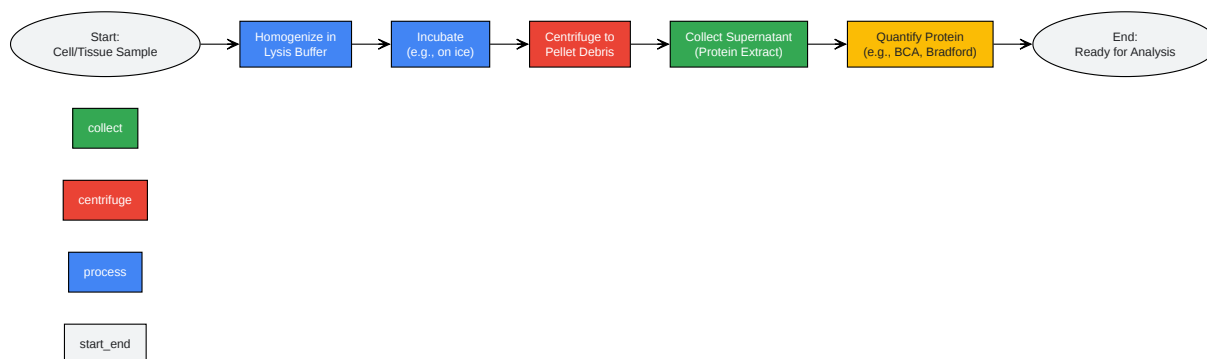 Start:
Cell/Tissue Sample
Homogenize in
Lysis Buffer
Incubate
(e.g., on ice)
Centrifuge to
Pellet Debris
Collect Supernatant
(Protein Extract)
Quantify Protein
(e.g., BCA, Bradford)
End:
Ready for Analysis
collect
centrifuge
process
start_end